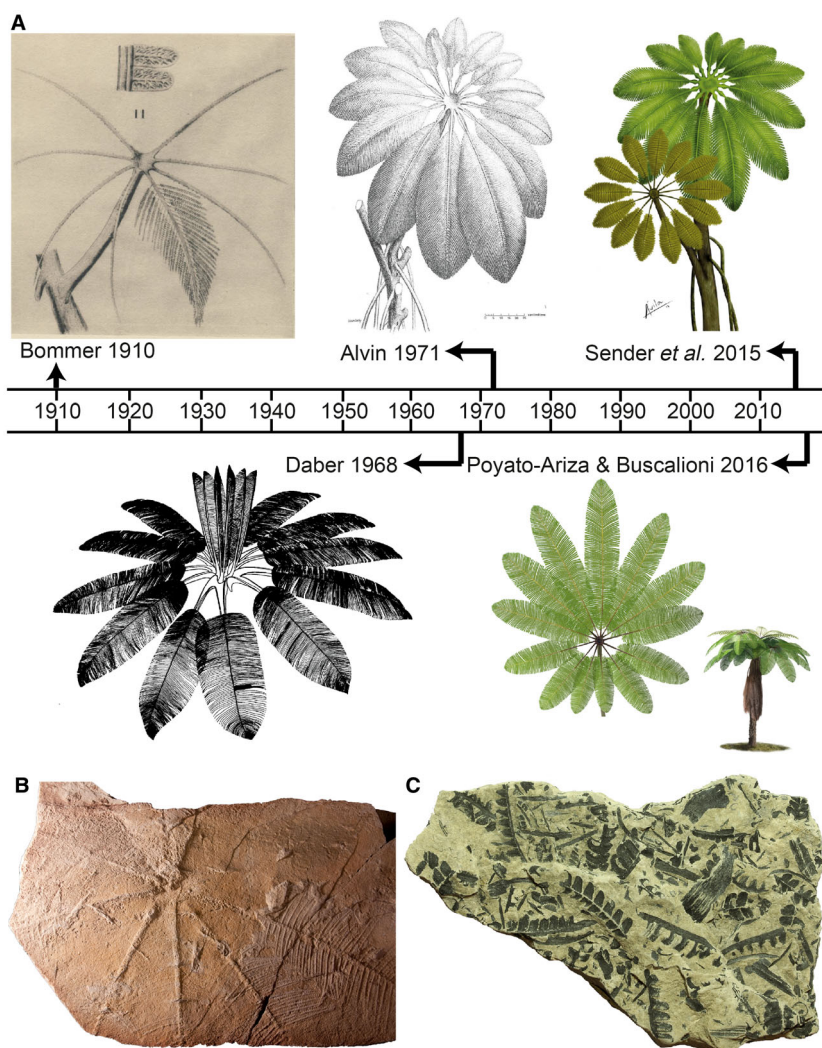 A
Bommer 1910
Alvin 1971
Sender et al. 2015
1910 1920 1930 1940 1950 1960 1970 1980 1990 2000 2010
Daber 1968
Poyato-Ariza & Buscalioni 2016
B
C